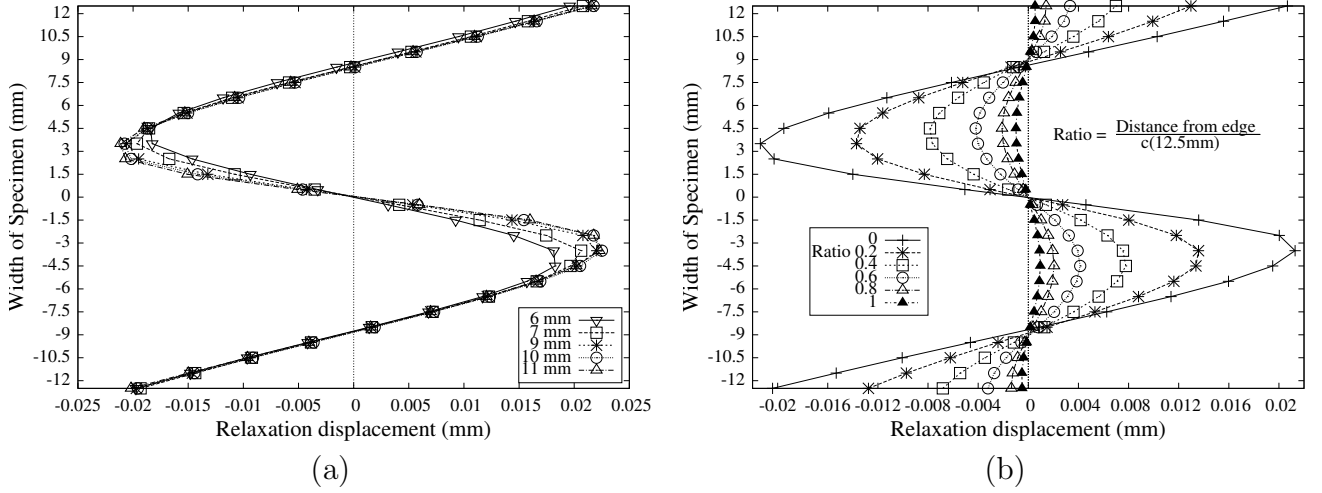 Width of Specimen (mm)
12
10.5
9
7.5
6
4.5
3
1.5
0
-1.5
-3
-4.5
-6
-7.5
-9
-10.5
-12
-0.025 -0.02 -0.015 -0.01 -0.005 0 0.005 0.01 0.015 0.02 0.025
Relaxation displacement (mm)
6 mm
7 mm
9 mm
10 mm
11 mm
(a)
Width of Specimen (mm)
12
10.5
9
7.5
6
4.5
3
1.5
0
-1.5
-3
-4.5
-6
-7.5
-9
-10.5
-12
-0.02 -0.016 -0.012 -0.008 -0.004 0 0.004 0.008 0.012 0.016 0.02
Relaxation displacement (mm)
Ratio = Distance from edge
c(12.5mm)
0
Ratio 0.2
0.4
0.6
0.8
1
(b)